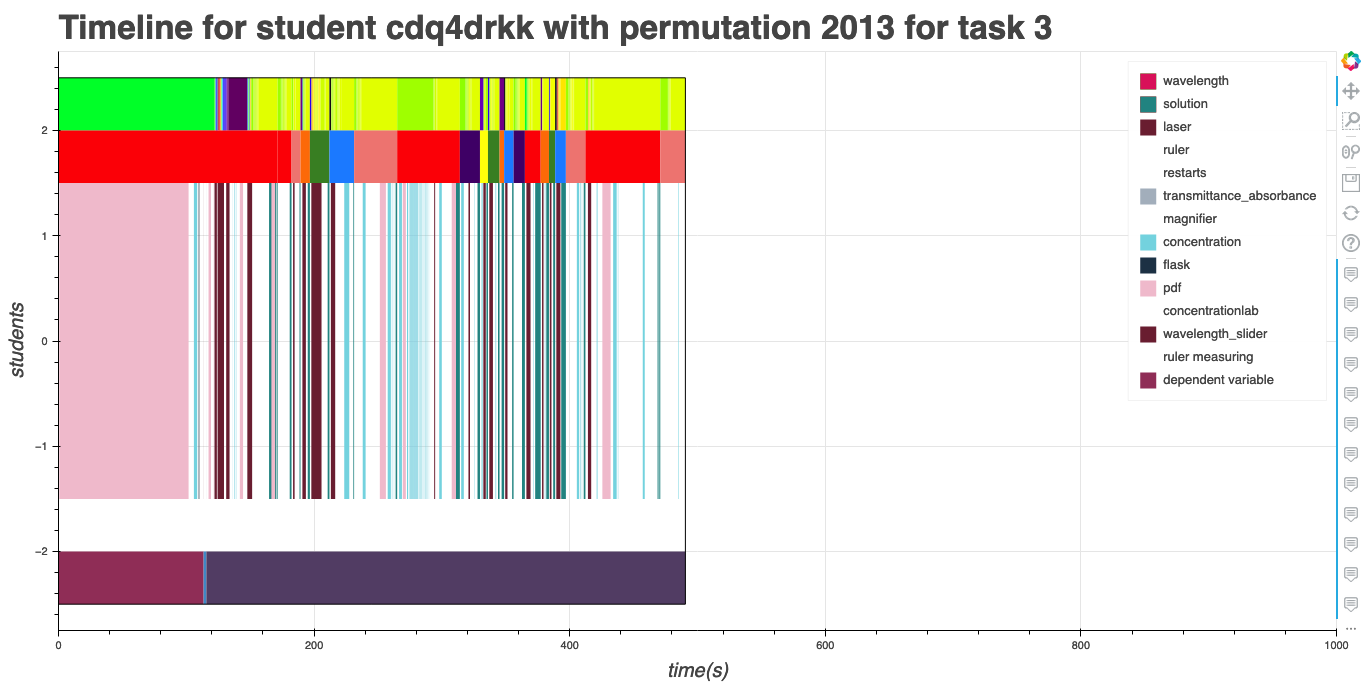 Timeline for student cdq4drkk with permutation 2013 for task 3
wavelength
solution
laser
ruler
restarts
transmittance_absorbance
magnifier
concentration
flask
pdf
concentrationlab
wavelength_slider
ruler measuring
dependent variable
students
2
1
0
−1
−2
0
200
400
600
800
1000
time(s)